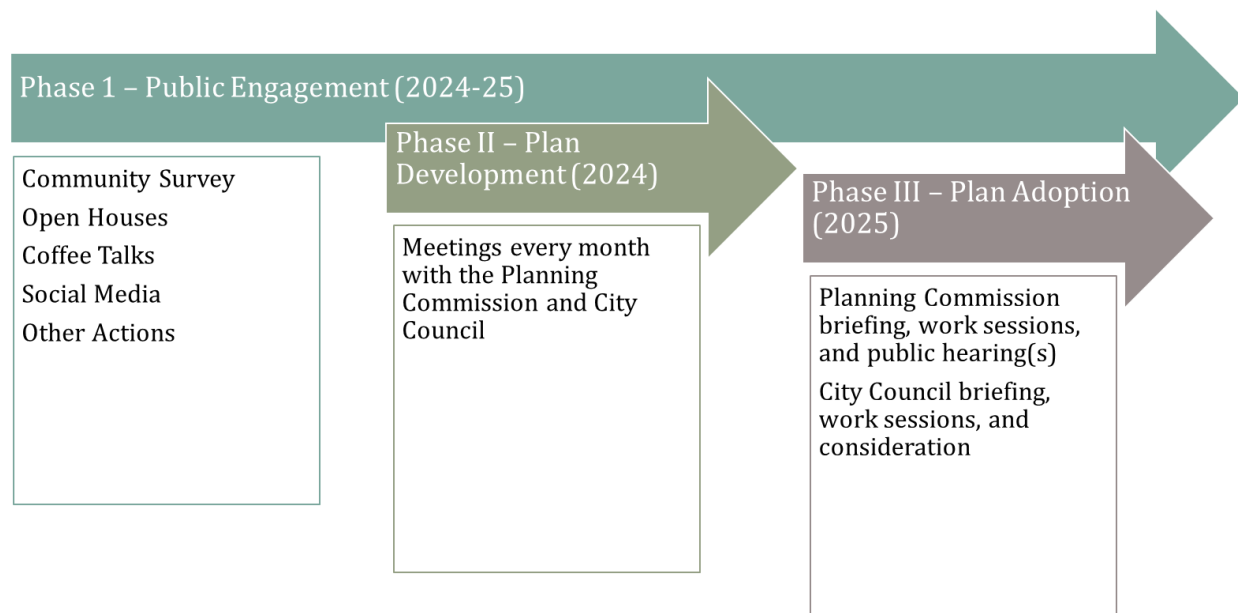 Phase 1 – Public Engagement (2024-25)
Community Survey
Open Houses
Coffee Talks
Social Media
Other Actions
Phase II – Plan
Development (2024)
Meetings every month
with the Planning
Commission and City
Council
Phase III – Plan Adoption
(2025)
Planning Commission
briefing, work sessions,
and public hearing(s)
City Council briefing,
work sessions, and
consideration